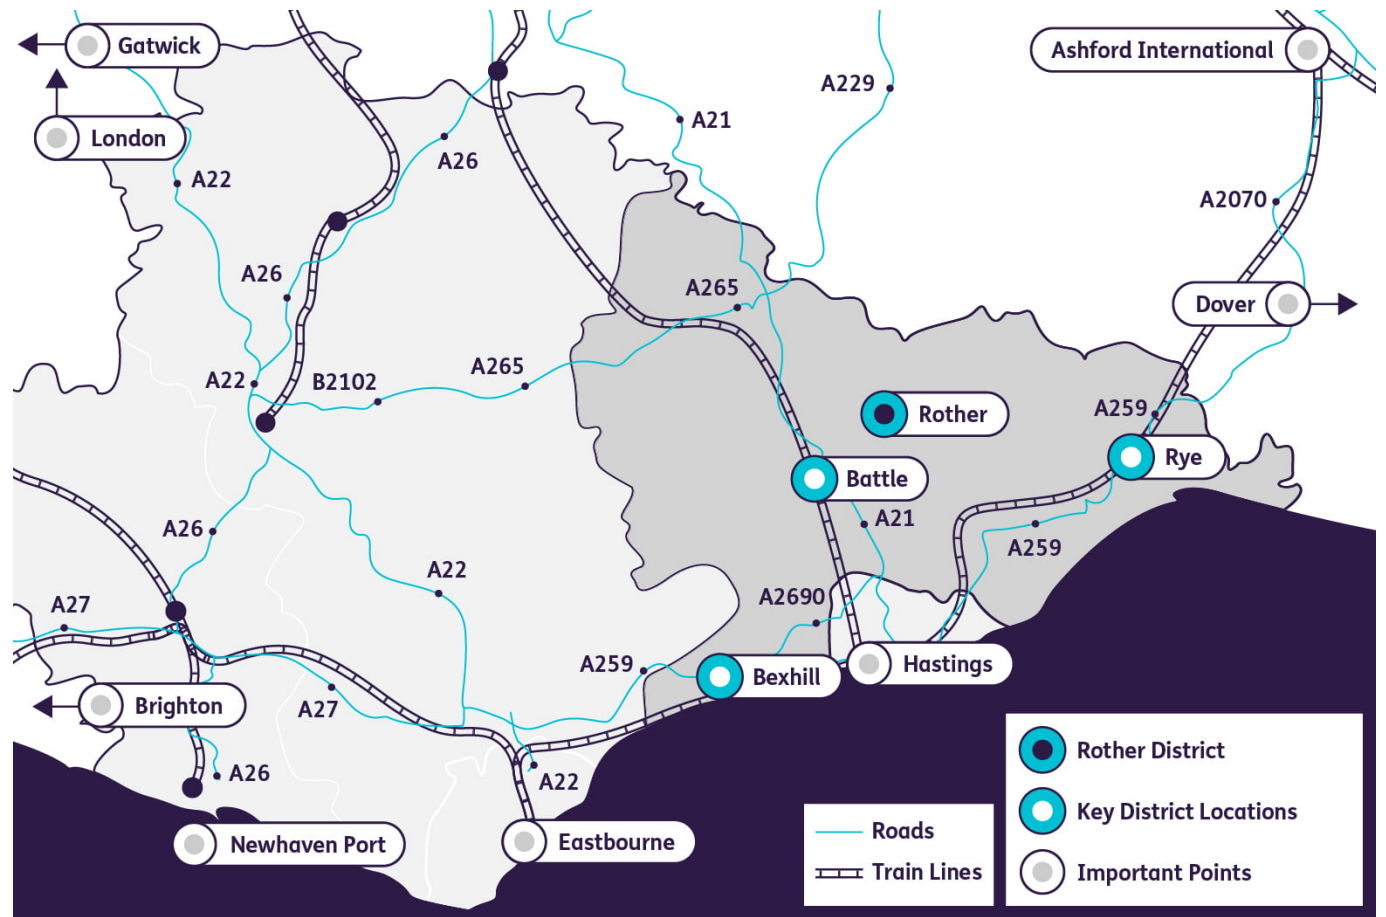 Gatwick
Ashford International
London
A229
A21
A26
A22
A2070
A26
A265
Dover
A265
A22
B2102
Rother
A259
Battle
Rye
A26
A21
A259
A22
A27
A2690
A259
Hastings
Bexhill
Brighton
A27
A22
A26
Newhaven Port
Eastbourne
Roads
Train Lines
Rother District
Key District Locations
Important Points